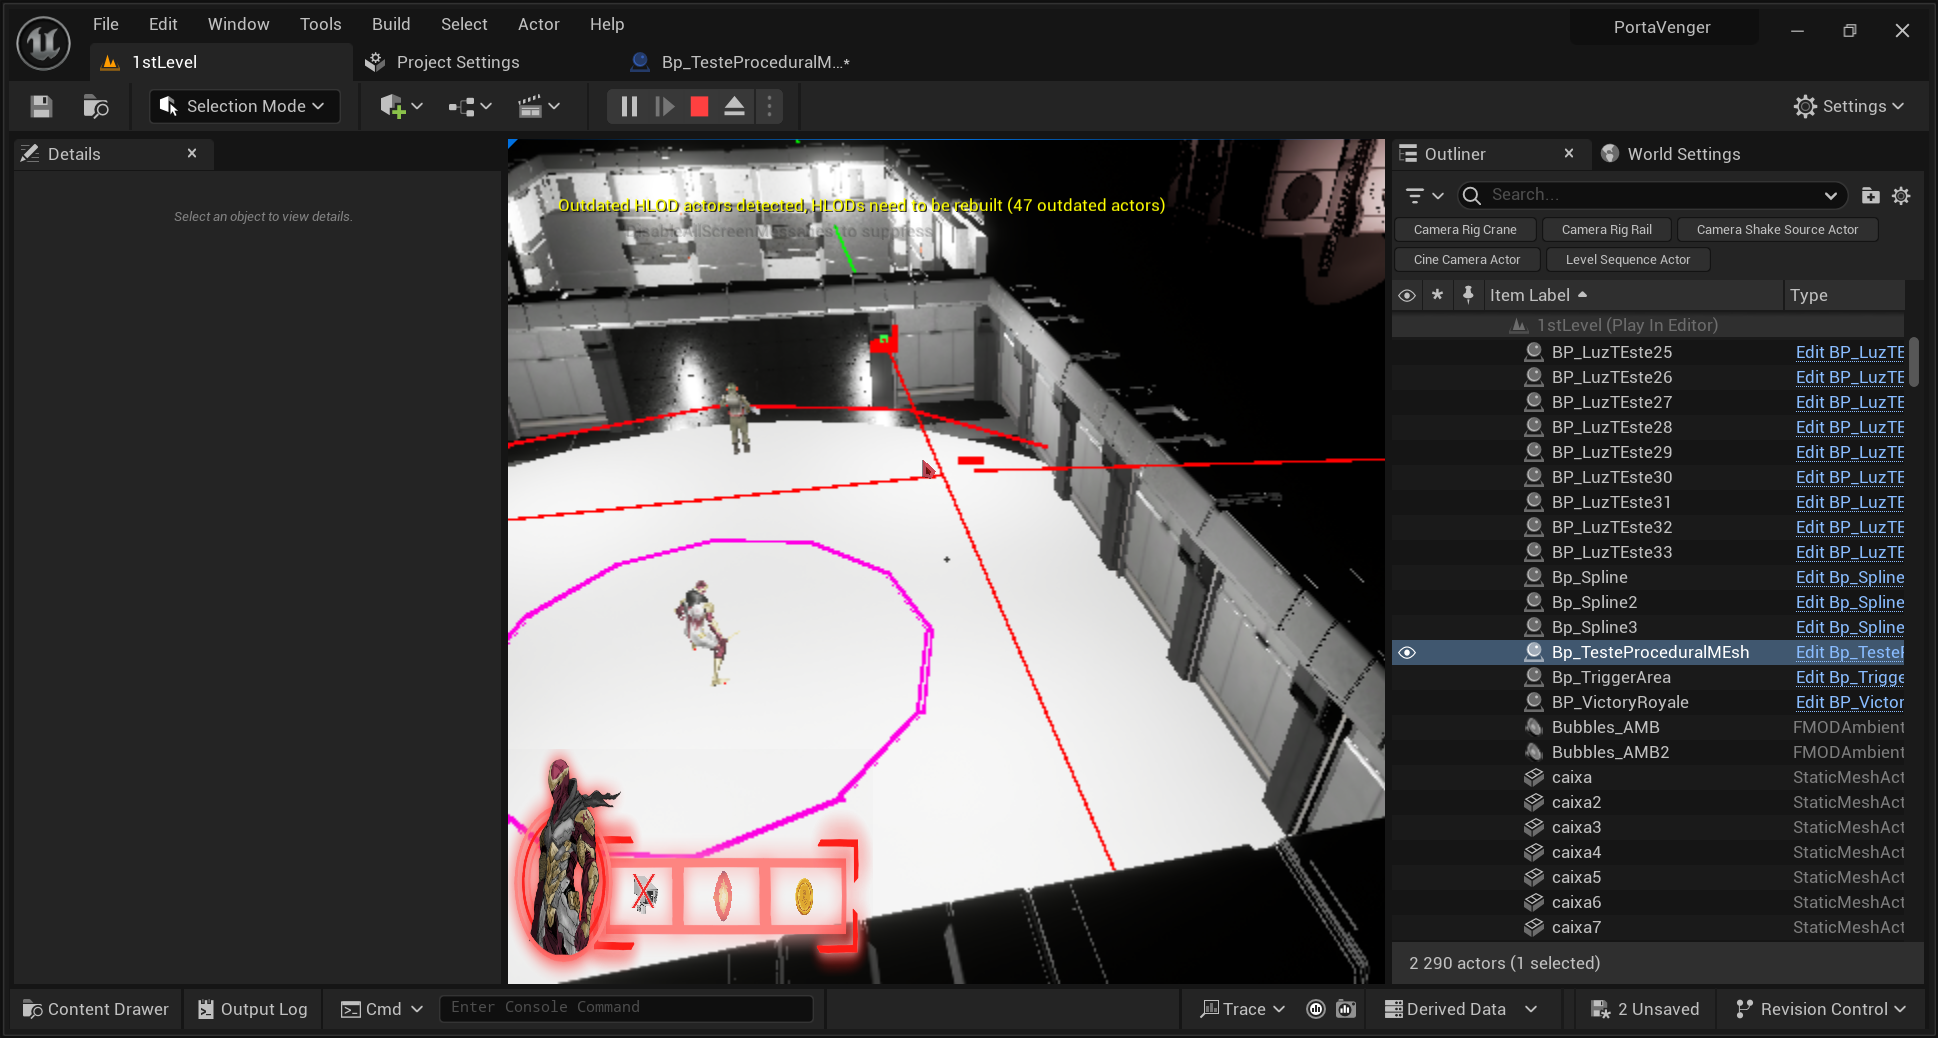 File Edit Window Tools Build Select Actor Help
PortaVenger
1stLevel
Project Settings
Bp_TesteProceduralM...*
Selection Mode
Settings
Details
Select an object to view details.
Outdated HLOD actors detected, HLODs need to be rebuilt (47 outdated actors)
'DisableAllScreenMessages' to suppress
Outliner
World Settings
Search...
Camera Rig Crane
Camera Rig Rail
Camera Shake Source Actor
Cine Camera Actor
Level Sequence Actor
Item Label
Type
1stLevel (Play In Editor)
BP_LuzTEste25 Edit BP_LuzTE
BP_LuzTEste26 Edit BP_LuzTE
BP_LuzTEste27 Edit BP_LuzTE
BP_LuzTEste28 Edit BP_LuzTE
BP_LuzTEste29 Edit BP_LuzTE
BP_LuzTEste30 Edit BP_LuzTE
BP_LuzTEste31 Edit BP_LuzTE
BP_LuzTEste32 Edit BP_LuzTE
BP_LuzTEste33 Edit BP_LuzTE
Bp_Spline Edit Bp_Spline
Bp_Spline2 Edit Bp_Spline
Bp_Spline3 Edit Bp_Spline
Bp_TesteProceduralMEsh Edit Bp_Teste
Bp_TriggerArea Edit Bp_Trigge
BP_VictoryRoyale Edit BP_Victor
Bubbles_AMB FMODAmbient
Bubbles_AMB2 FMODAmbient
caixa StaticMeshAct
caixa2 StaticMeshAct
caixa3 StaticMeshAct
caixa4 StaticMeshAct
caixa5 StaticMeshAct
caixa6 StaticMeshAct
caixa7 StaticMeshAct
2 290 actors (1 selected)
Content Drawer
Output Log
Cmd
Enter Console Command
Trace
Derived Data
2 Unsaved
Revision Control